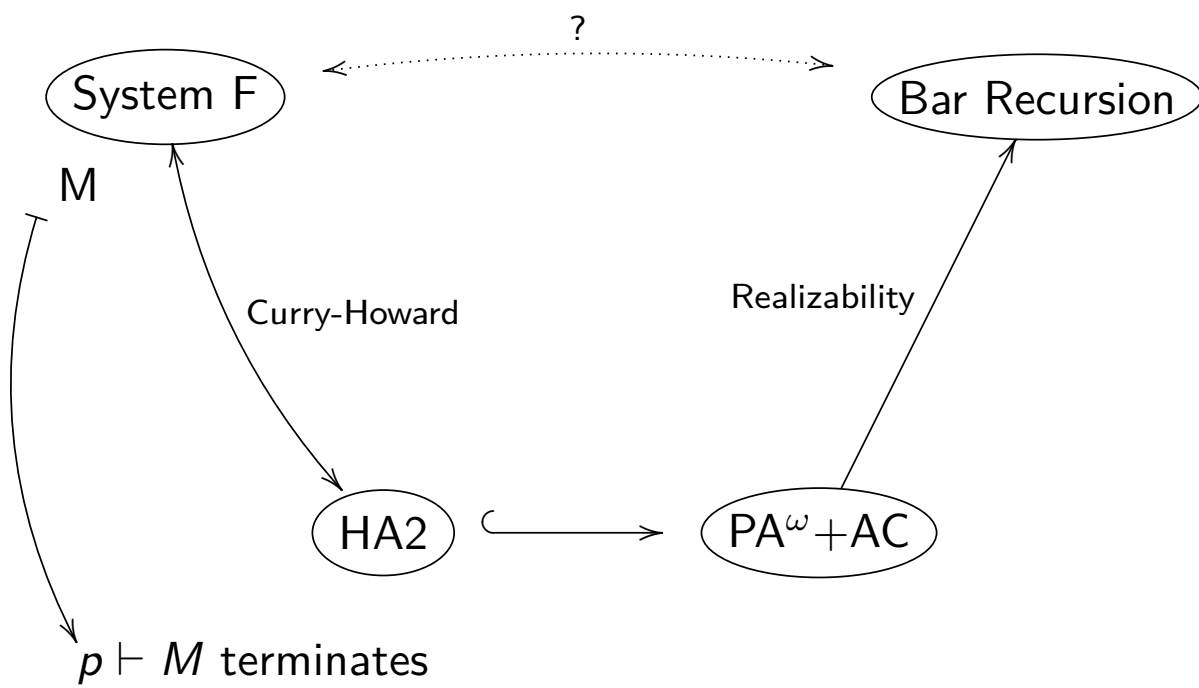 ?
System F
Bar Recursion
M
Curry-Howard
Realizability
HA2
PA^ω+AC
p ⊢ M terminates